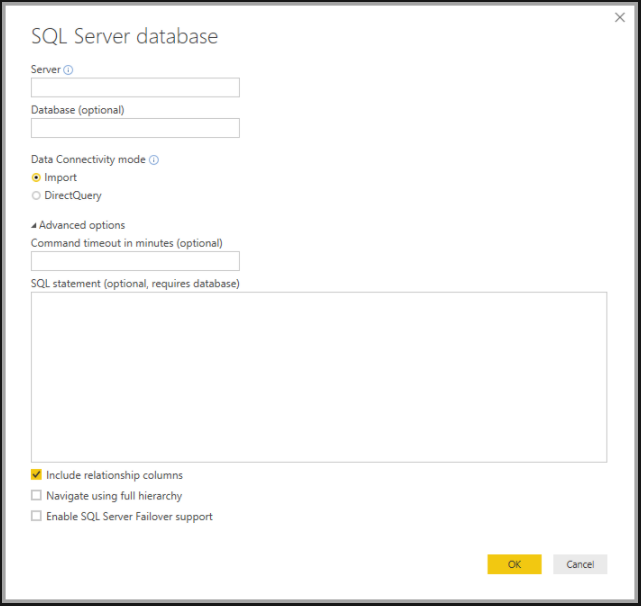 SQL Server database
Server
Database (optional)
Data Connectivity mode
Import
DirectQuery
Advanced options
Command timeout in minutes (optional)
SQL statement (optional, requires database)
Include relationship columns
Navigate using full hierarchy
Enable SQL Server Failover support
OK Cancel